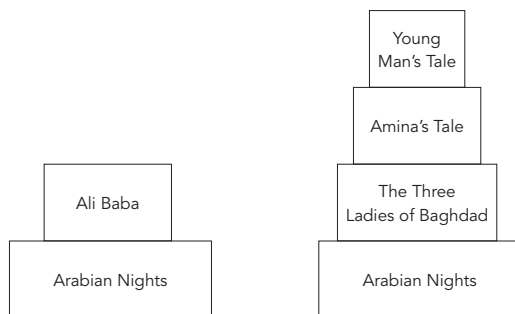 Ali Baba
Arabian Nights
Young
Man's Tale
Amina's Tale
The Three
Ladies of Baghdad
Arabian Nights